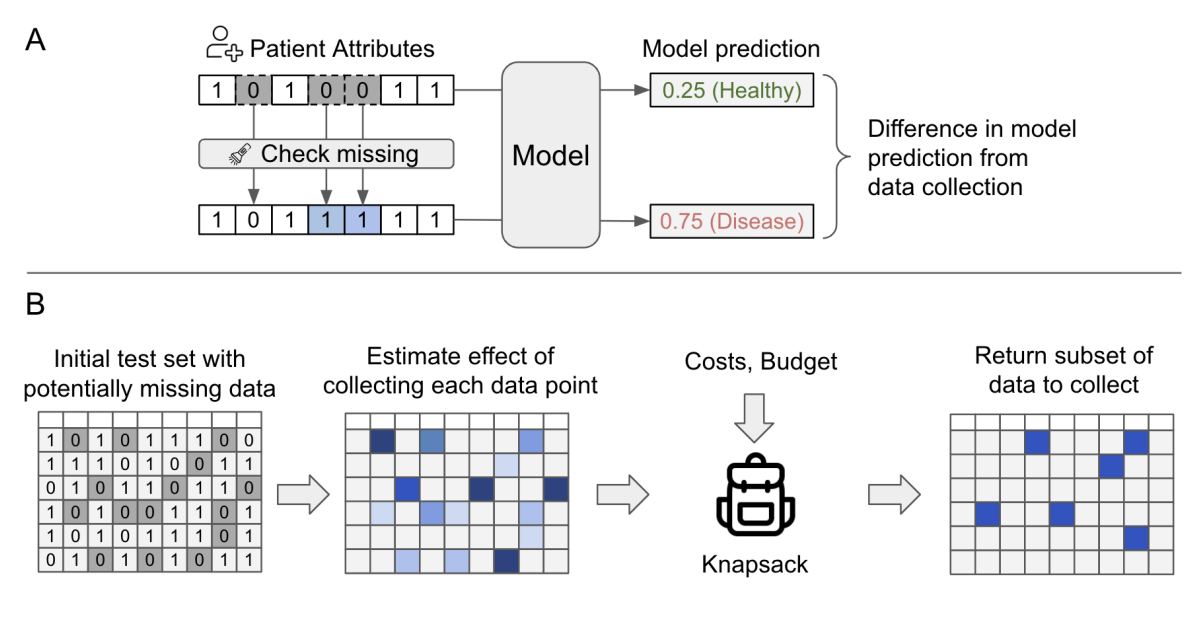 A
Patient Attributes
1 0 1 0 0 1 1
Check missing
1 0 1 1 1 1 1
Model
Model prediction
0.25 (Healthy)
0.75 (Disease)
Difference in model
prediction from
data collection
B
Initial test set with
potentially missing data
1 0 1 0 1 1 1 0 0
1 1 1 0 1 0 0 1 1
0 1 0 1 1 0 1 1 0
1 0 1 0 0 1 1 0 1
1 0 1 0 1 1 1 0 1
0 1 0 1 0 1 0 1 1
Estimate effect of
collecting each data point
Costs, Budget
Knapsack
Return subset of
data to collect